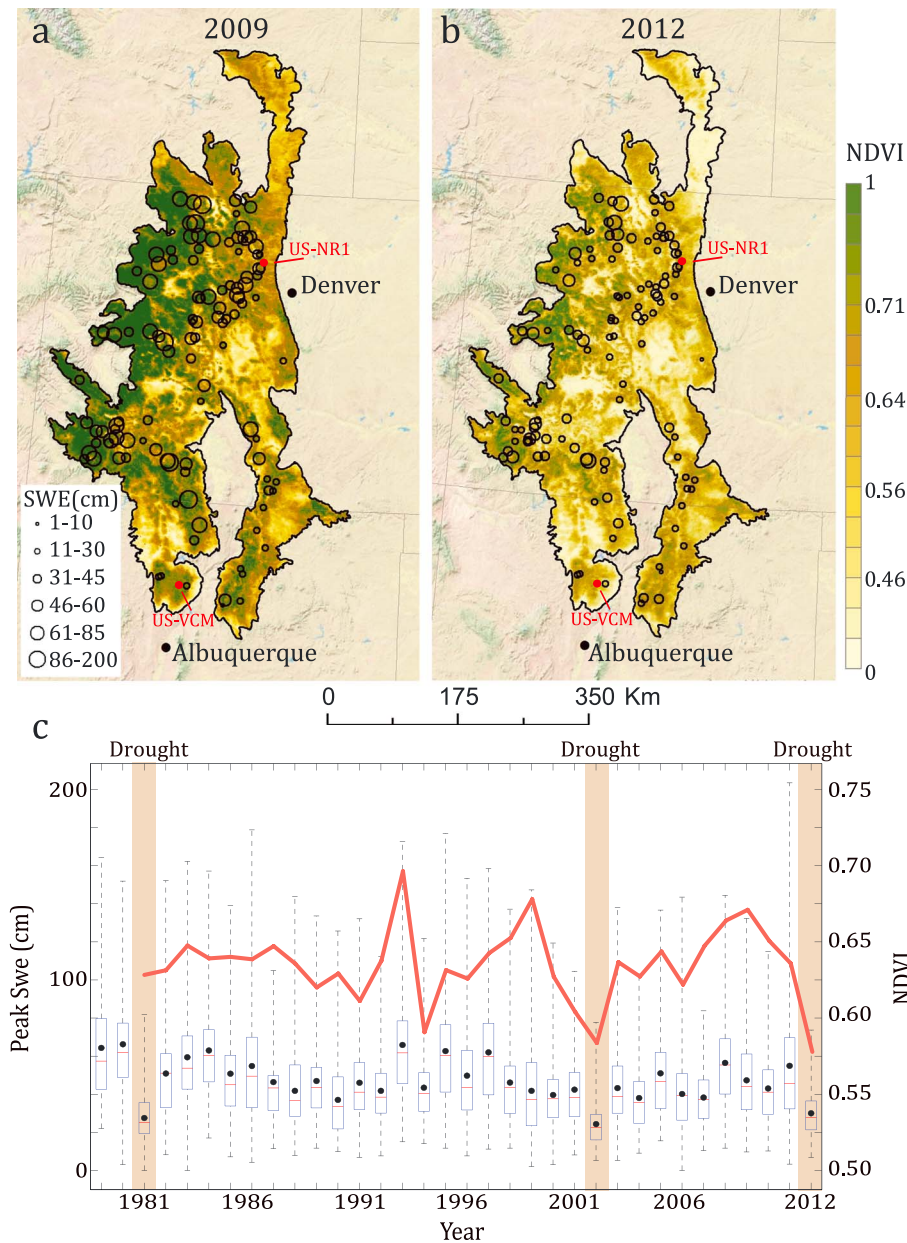 a
2009
b
2012
NDVI
1
0.71
0.64
0.56
0.46
0
US-NR1
Denver
US-NR1
Denver
SWE(cm)
1-10
11-30
31-45
46-60
61-85
86-200
US-VCM
Albuquerque
US-VCM
Albuquerque
0 175 350 Km
c
Drought Drought Drought
200
100
0
Peak Swe (cm)
0.75
0.70
0.65
0.60
0.55
0.50
NDVI
1981 1986 1991 1996 2001 2006 2012
Year